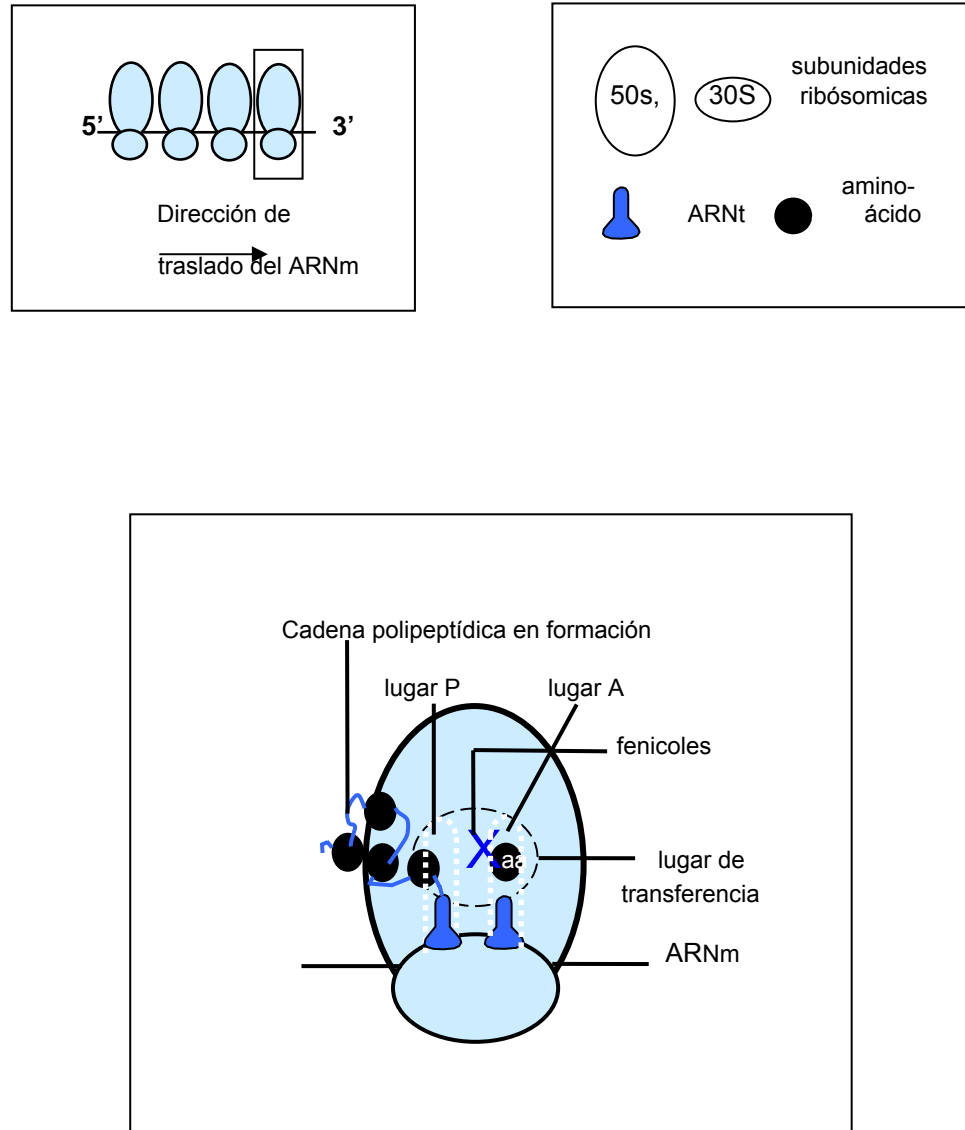 5’
3’
Dirección de
traslado del ARNm
50s,
30S
subunidades
ribósomicas
ARNt
amino-
ácido
Cadena polipeptídica en formación
lugar P
lugar A
fenicoles
X
aa
lugar de
transferencia
ARNm